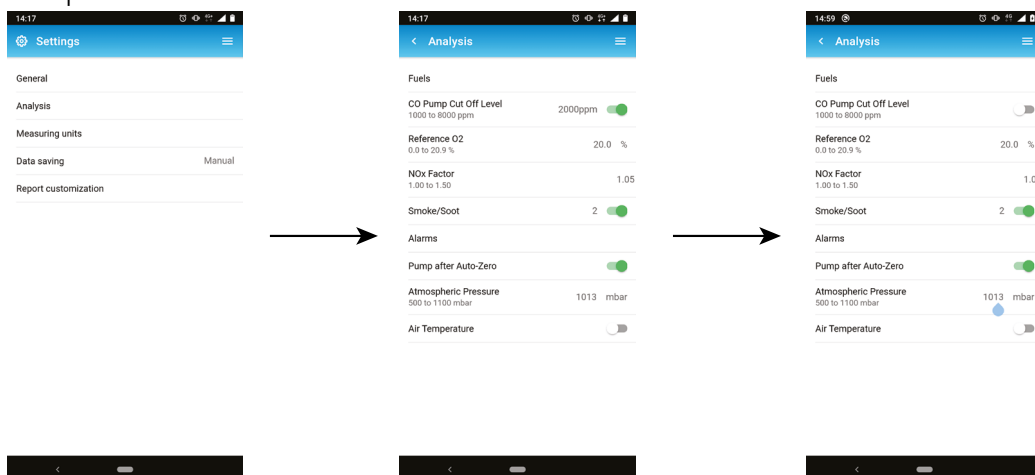 14:17
Settings
General
Analysis
Measuring units
Data saving Manual
Report customization
14:17
Analysis
Fuels
CO Pump Cut Off Level
1000 to 8000 ppm
2000ppm
Reference O2
0.0 to 20.9 %
20.0 %
NOx Factor
1.00 to 1.50
1.05
Smoke/Soot 2
Alarms
Pump after Auto-Zero
Atmospheric Pressure
500 to 1100 mbar
1013 mbar
Air Temperature
14:59
Analysis
Fuels
CO Pump Cut Off Level
1000 to 8000 ppm
Reference O2
0.0 to 20.9 %
20.0 %
NOx Factor
1.00 to 1.50
1.0
Smoke/Soot 2
Alarms
Pump after Auto-Zero
Atmospheric Pressure
500 to 1100 mbar
1013 mbar
Air Temperature